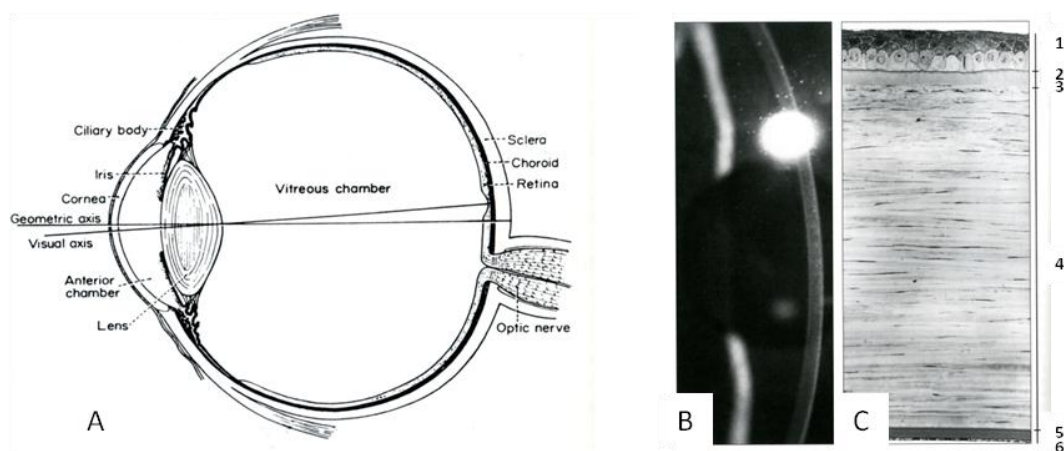 Ciliary body
Iris
Cornea
Geometric axis
Visual axis
Anterior
chamber
Lens
Vitreous chamber
Sclera
Choroid
Retina
Optic nerve
A
B
C
1
2
3
4
5
6